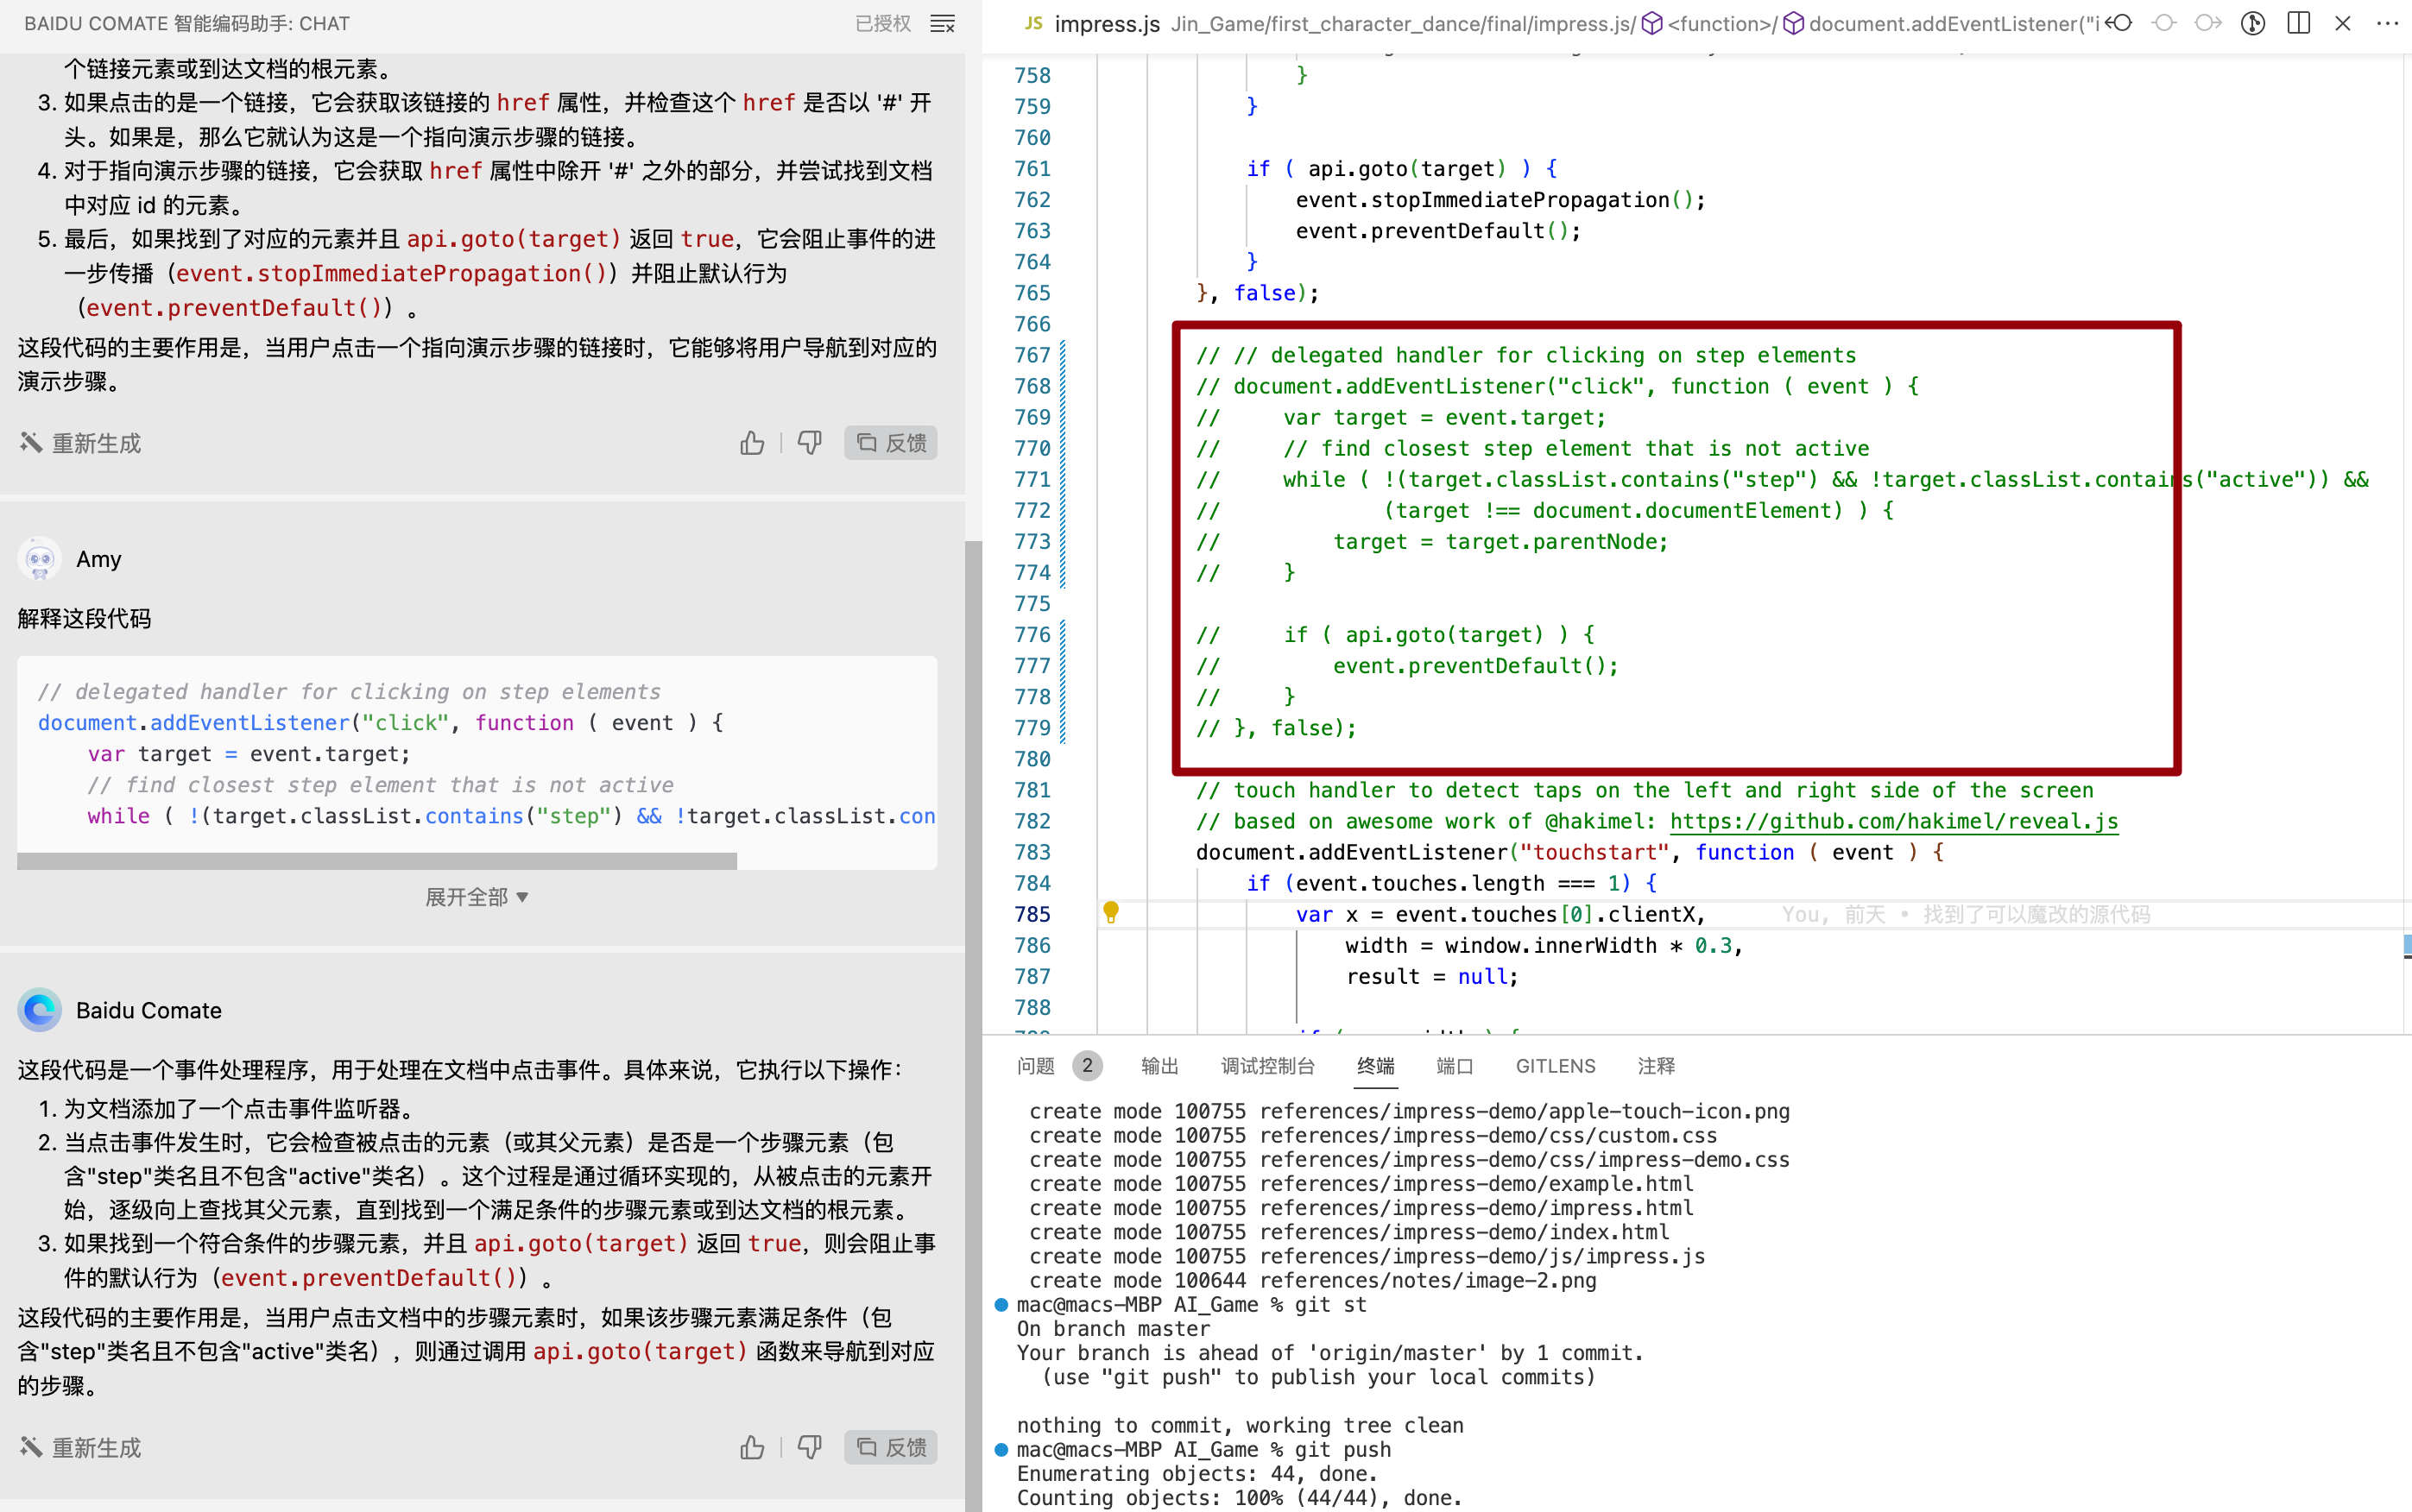 BAIDU COMATE 智能编码助手: CHAT
已授权
个链接元素或到达文档的根元素。
3. 如果点击的是一个链接，它会获取该链接的 href 属性，并检查这个 href 是否以 '#' 开
头。如果是，那么它就认为这是一个指向演示步骤的链接。
4. 对于指向演示步骤的链接，它会获取 href 属性中除开 '#' 之外的部分，并尝试找到文档
中对应 id 的元素。
5. 最后，如果找到了对应的元素并且 api.goto(target) 返回 true，它会阻止事件的进
一步传播（event.stopImmediatePropagation()）并阻止默认行为
（event.preventDefault()）。
这段代码的主要作用是，当用户点击一个指向演示步骤的链接时，它能够将用户导航到对应的
演示步骤。
重新生成
反馈
Amy
解释这段代码
// delegated handler for clicking on step elements
document.addEventListener("click", function ( event ) {
var target = event.target;
// find closest step element that is not active
while ( !(target.classList.contains("step") && !target.classList.con
展开全部
Baidu Comate
这段代码是一个事件处理程序，用于处理在文档中点击事件。具体来说，它执行以下操作：
1. 为文档添加了一个点击事件监听器。
2. 当点击事件发生时，它会检查被点击的元素（或其父元素）是否是一个步骤元素（包
含"step"类名且不包含"active"类名）。这个过程是通过循环实现的，从被点击的元素开
始，逐级向上查找其父元素，直到找到一个满足条件的步骤元素或到达文档的根元素。
3. 如果找到一个符合条件的步骤元素，并且 api.goto(target) 返回 true，则会阻止事
件的默认行为（event.preventDefault()）。
这段代码的主要作用是，当用户点击文档中的步骤元素时，如果该步骤元素满足条件（包
含"step"类名且不包含"active"类名），则通过调用 api.goto(target) 函数来导航到对应
的步骤。
重新生成
反馈
JS impress.js Jin_Game/first_character_dance/final/impress.js/ <function>/ document.addEventListener("i
758 }
759 }
760
761 if ( api.goto(target) ) {
762 event.stopImmediatePropagation();
763 event.preventDefault();
764 }
765 }, false);
766
767 // // delegated handler for clicking on step elements
768 // document.addEventListener("click", function ( event ) {
769 // var target = event.target;
770 // // find closest step element that is not active
771 // while ( !(target.classList.contains("step") && !target.classList.contains("active")) &&
772 // (target !== document.documentElement) ) {
773 // target = target.parentNode;
774 // }
775
776 // if ( api.goto(target) ) {
777 // event.preventDefault();
778 // }
779 // }, false);
780
781 // touch handler to detect taps on the left and right side of the screen
782 // based on awesome work of @hakimel: https://github.com/hakimel/reveal.js
783 document.addEventListener("touchstart", function ( event ) {
784 if (event.touches.length === 1) {
785 var x = event.touches[0].clientX, You, 前天 • 找到了可以魔改的源代码
786 width = window.innerWidth * 0.3,
787 result = null;
788
问题 2 输出 调试控制台 终端 端口 GITLENS 注释
create mode 100755 references/impress-demo/apple-touch-icon.png
create mode 100755 references/impress-demo/css/custom.css
create mode 100755 references/impress-demo/css/impress-demo.css
create mode 100755 references/impress-demo/example.html
create mode 100755 references/impress-demo/impress.html
create mode 100755 references/impress-demo/index.html
create mode 100755 references/impress-demo/js/impress.js
create mode 100644 references/notes/image-2.png
mac@macs-MBP AI_Game % git st
On branch master
Your branch is ahead of 'origin/master' by 1 commit.
(use "git push" to publish your local commits)
nothing to commit, working tree clean
mac@macs-MBP AI_Game % git push
Enumerating objects: 44, done.
Counting objects: 100% (44/44), done.